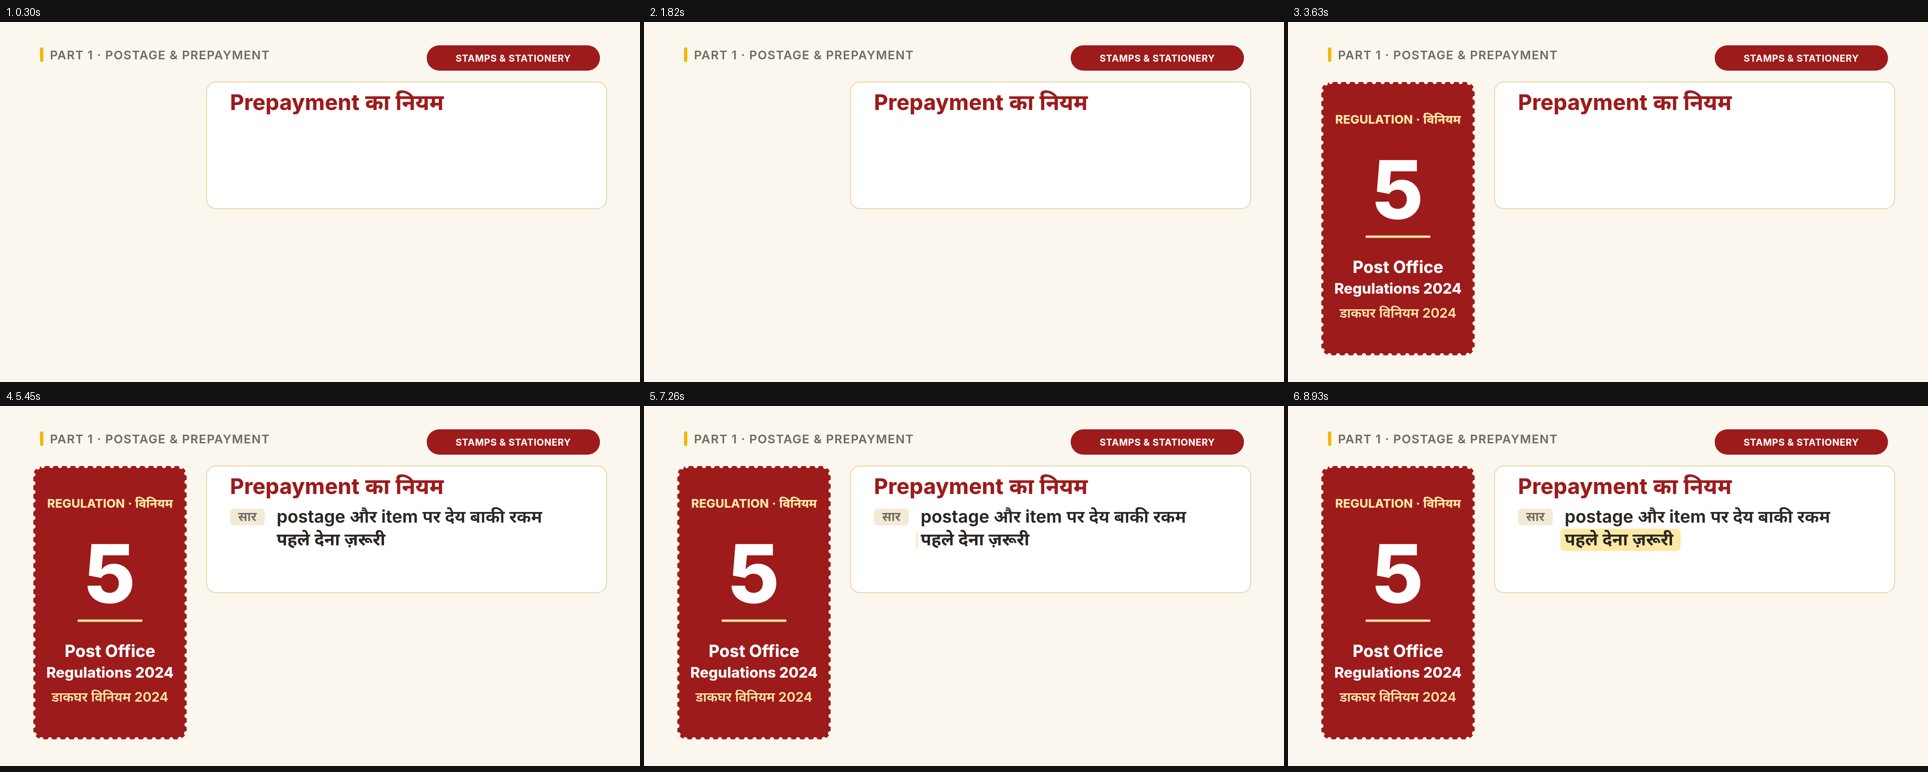 1. 0.30s
PART 1 · POSTAGE & PREPAYMENT
STAMPS & STATIONERY
Prepayment का नियम
2. 1.82s
PART 1 · POSTAGE & PREPAYMENT
STAMPS & STATIONERY
Prepayment का नियम
3. 3.63s
PART 1 · POSTAGE & PREPAYMENT
STAMPS & STATIONERY
REGULATION · विनियम
5
Post Office
Regulations 2024
डाकघर विनियम 2024
Prepayment का नियम
4. 5.45s
PART 1 · POSTAGE & PREPAYMENT
STAMPS & STATIONERY
REGULATION · विनियम
5
Post Office
Regulations 2024
डाकघर विनियम 2024
Prepayment का नियम
सार postage और item पर देय बाकी रकम
पहले देना ज़रूरी
5. 7.26s
PART 1 · POSTAGE & PREPAYMENT
STAMPS & STATIONERY
REGULATION · विनियम
5
Post Office
Regulations 2024
डाकघर विनियम 2024
Prepayment का नियम
सार postage और item पर देय बाकी रकम
पहले देना ज़रूरी
6. 8.93s
PART 1 · POSTAGE & PREPAYMENT
STAMPS & STATIONERY
REGULATION · विनियम
5
Post Office
Regulations 2024
डाकघर विनियम 2024
Prepayment का नियम
सार postage और item पर देय बाकी रकम
पहले देना ज़रूरी